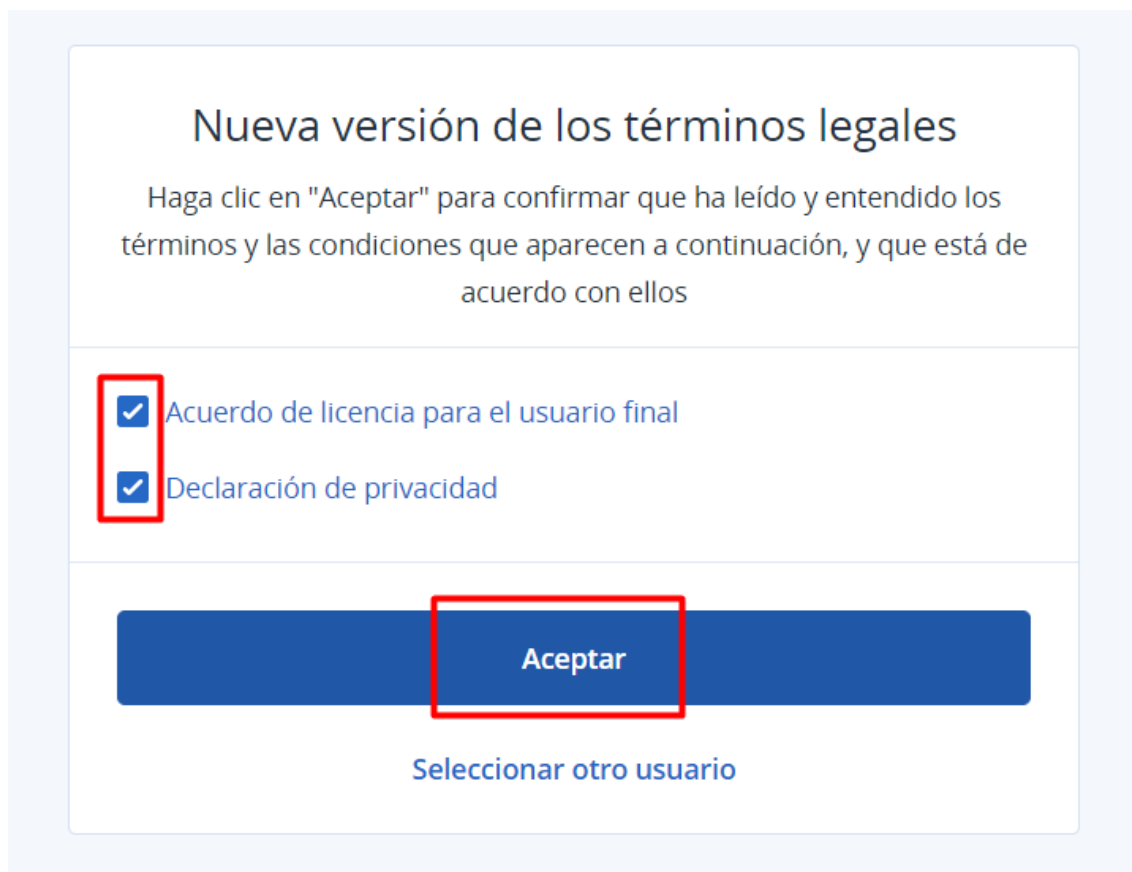 Nueva versión de los términos legales
Haga clic en "Aceptar" para confirmar que ha leído y entendido los
términos y las condiciones que aparecen a continuación, y que está de
acuerdo con ellos
Acuerdo de licencia para el usuario final
Declaración de privacidad
Aceptar
Seleccionar otro usuario